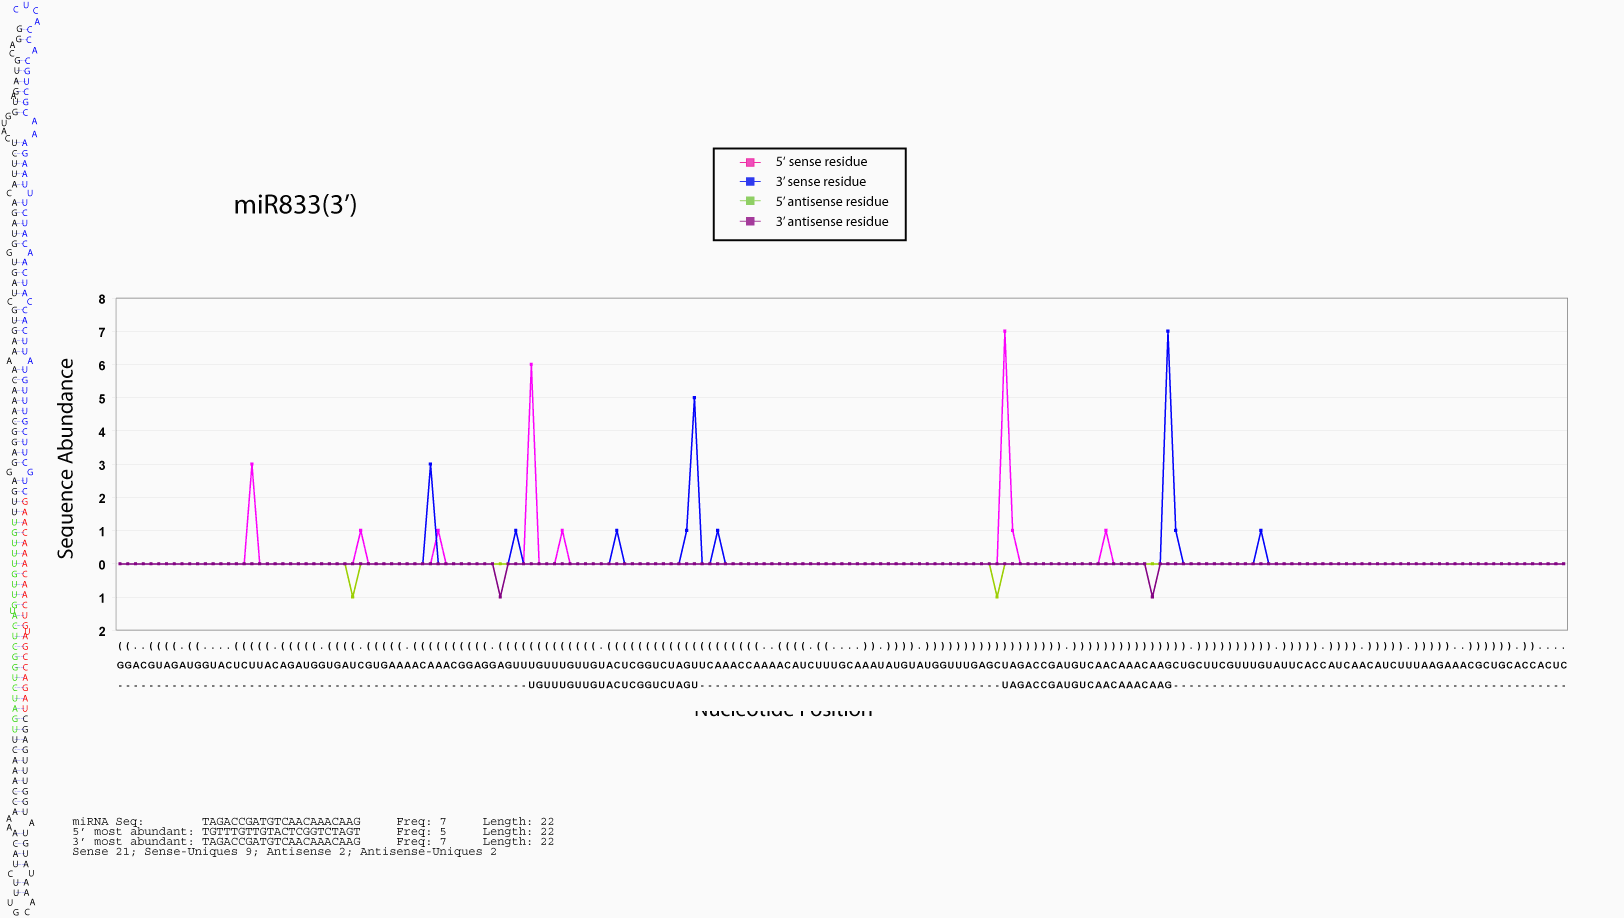 5’ sense residue
3’ sense residue
5’ antisense residue
3’ antisense residue
miR833(3’)
Sequence Abundance
8
7
6
5
4
3
2
1
0
1
2
GGACGUAGAUGGUACUCUUACAGAUGGUGAUCGUGAAAACAAACGGAGGAGUUUGUUUGUUGUACUCGGUCUAGUUCAAACCAAAACAUCUUUGCAAAUAUGUAUGGUUUGAGCUAGACCGAUGUCAACAAACAAGCUGCUUCGUUUGUAUUCACCAUCAACAUCUUUAAGAAACGCUGCACCACUC
UGUUUGUUGUACUCGGUCUAGU UAGACCGAUGUCAACAAACAAG
Nucleotide Position
miRNA Seq: TAGACCGATGTCAACAAACAAG Freq: 7 Length: 22
5’ most abundant: TGTTTGTTGTACTCGGTCTAGT Freq: 5 Length: 22
3’ most abundant: TAGACCGATGTCAACAAACAAG Freq: 7 Length: 22
Sense 21; Sense-Uniques 9; Antisense 2; Antisense-Uniques 2